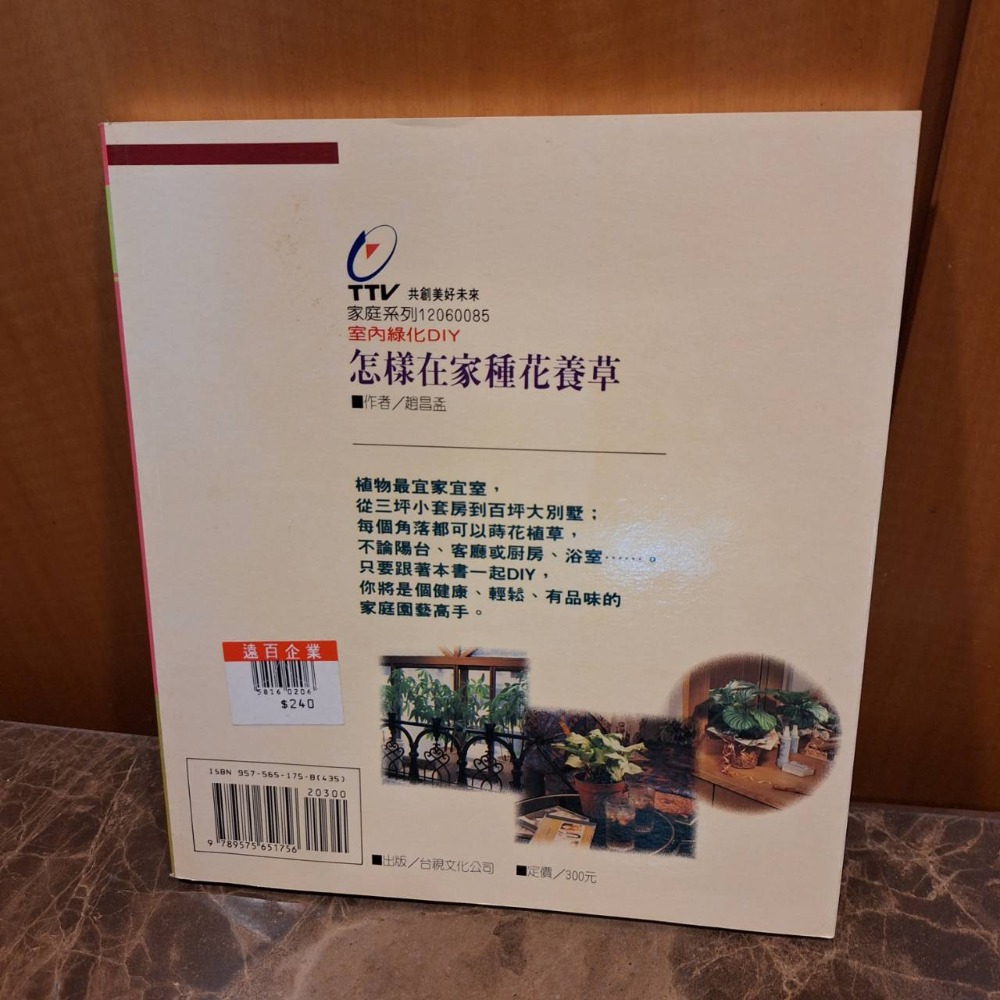 TTV 共創美好未來
家庭系列12060085
室內綠化DIY
怎樣在家種花養草
■作者／趙昌孟
植物最宜家宜室，
從三坪小套房到百坪大別墅；
每個角落都可以蒔花植草，
不論陽台、客廳或厨房、浴室……。
只要跟著本書一起DIY，
你將是個健康、輕鬆、有品味的
家庭園藝高手。
遠百企業
5816 0206
$240
ISBN 957-565-175-8(435)
20300
9 789575 651756
■出版／台視文化公司 ■定價／300元